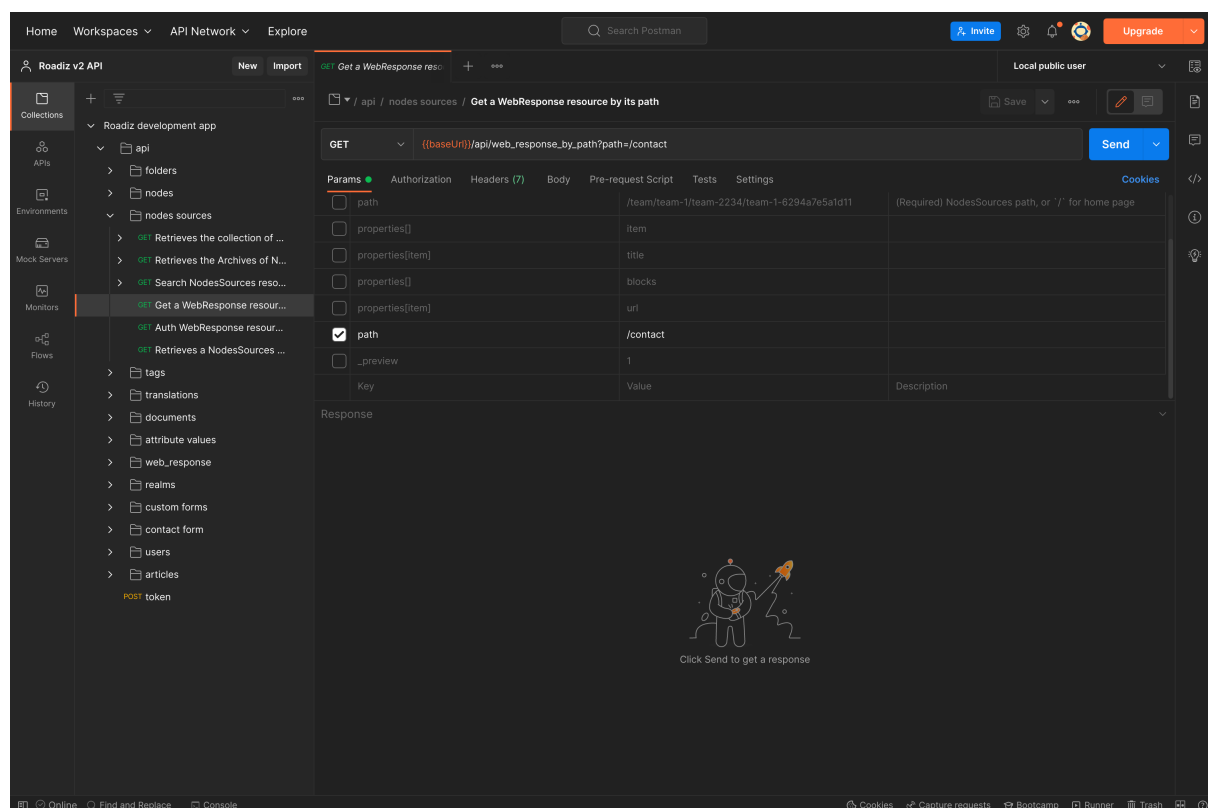 Home Workspaces API Network Explore Search Postman Invite Upgrade
Roadiz v2 API New Import GET Get a WebResponse reso Local public user
Collections
APIs
Environments
Mock Servers
Monitors
Flows
History
Roadiz development app
api
folders
nodes
nodes sources
GET Retrieves the collection of ...
GET Retrieves the Archives of N...
GET Search NodesSources reso...
GET Get a WebResponse resour...
GET Auth WebResponse resour...
GET Retrieves a NodesSources ...
tags
translations
documents
attribute values
web_response
realms
custom forms
contact form
users
articles
POST token
/ api / nodes sources / Get a WebResponse resource by its path Save
GET {{baseUrl}}/api/web_response_by_path?path=/contact Send
Params Authorization Headers (7) Body Pre-request Script Tests Settings Cookies
path /team/team-1/team-2234/team-1-6294a7e5a1d11 (Required) NodesSources path, or `/` for home page
properties[] item
properties[item] title
properties[] blocks
properties[item] url
path /contact
_preview 1
Key Value Description
Response
Click Send to get a response
Online Find and Replace Console Cookies Capture requests Bootcamp Runner Trash